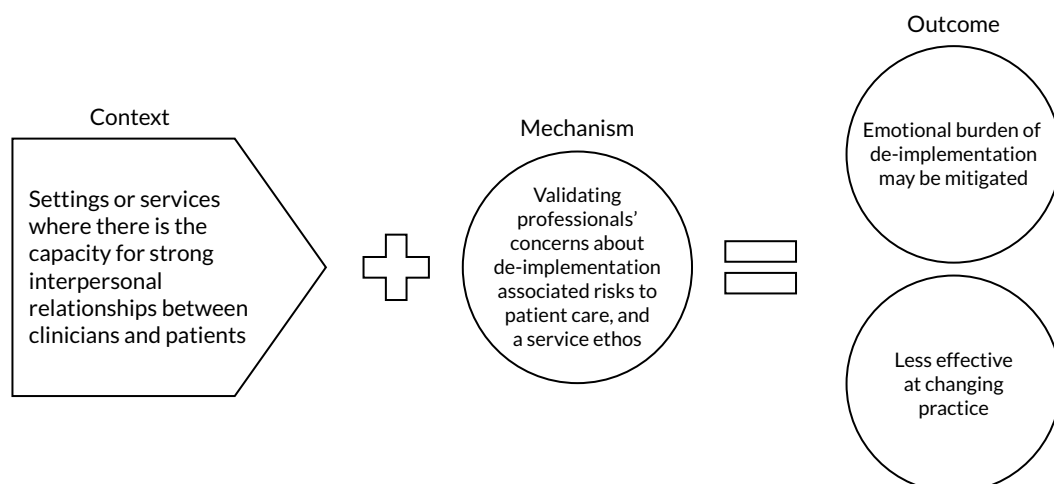 Context
Settings or services
where there is the
capacity for strong
interpersonal
relationships between
clinicians and patients
Mechanism
Validating
professionals’
concerns about
de-implementation
associated risks to
patient care, and
a service ethos
Outcome
Emotional burden of
de-implementation
may be mitigated
Less effective
at changing
practice